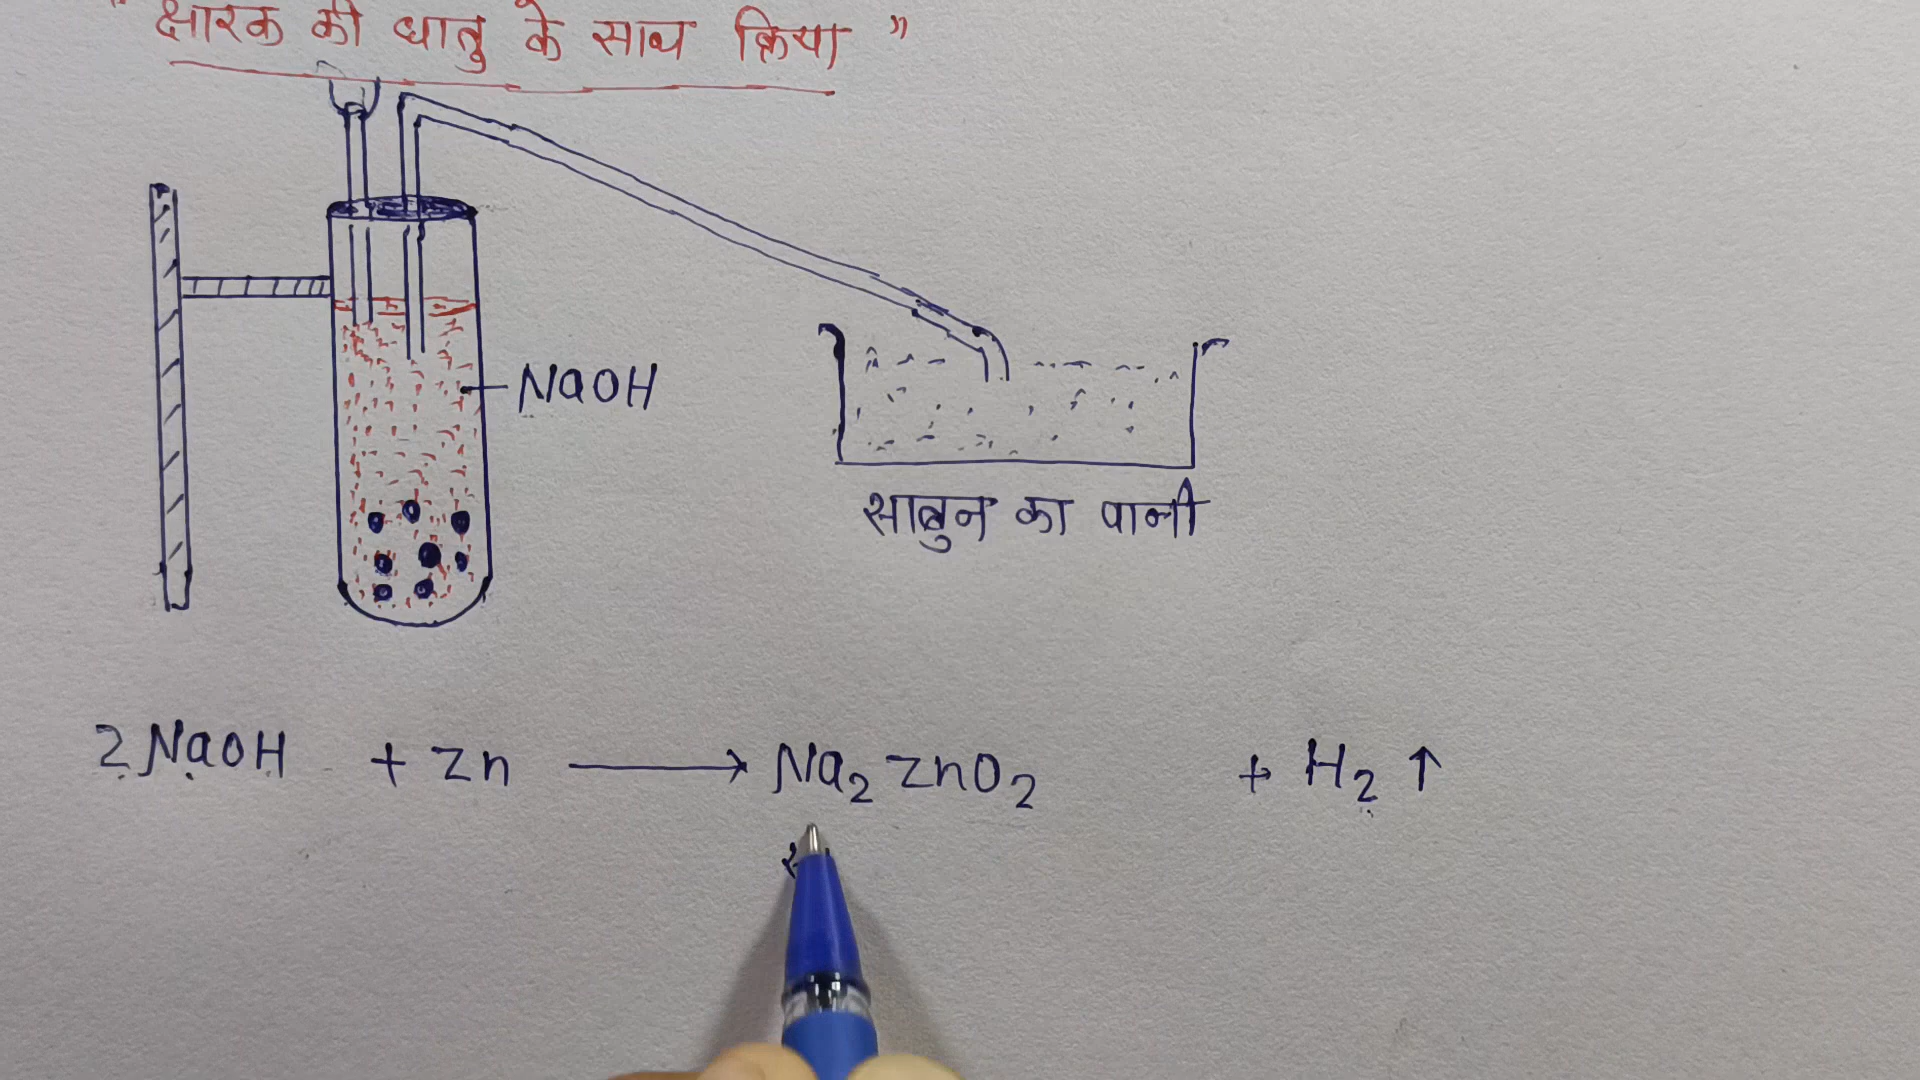 "क्षारक की धातु के साथ क्रिया"
NaOH
साबुन का पानी
2NaOH + Zn ⟶ Na₂ZnO₂ + H₂ ↑